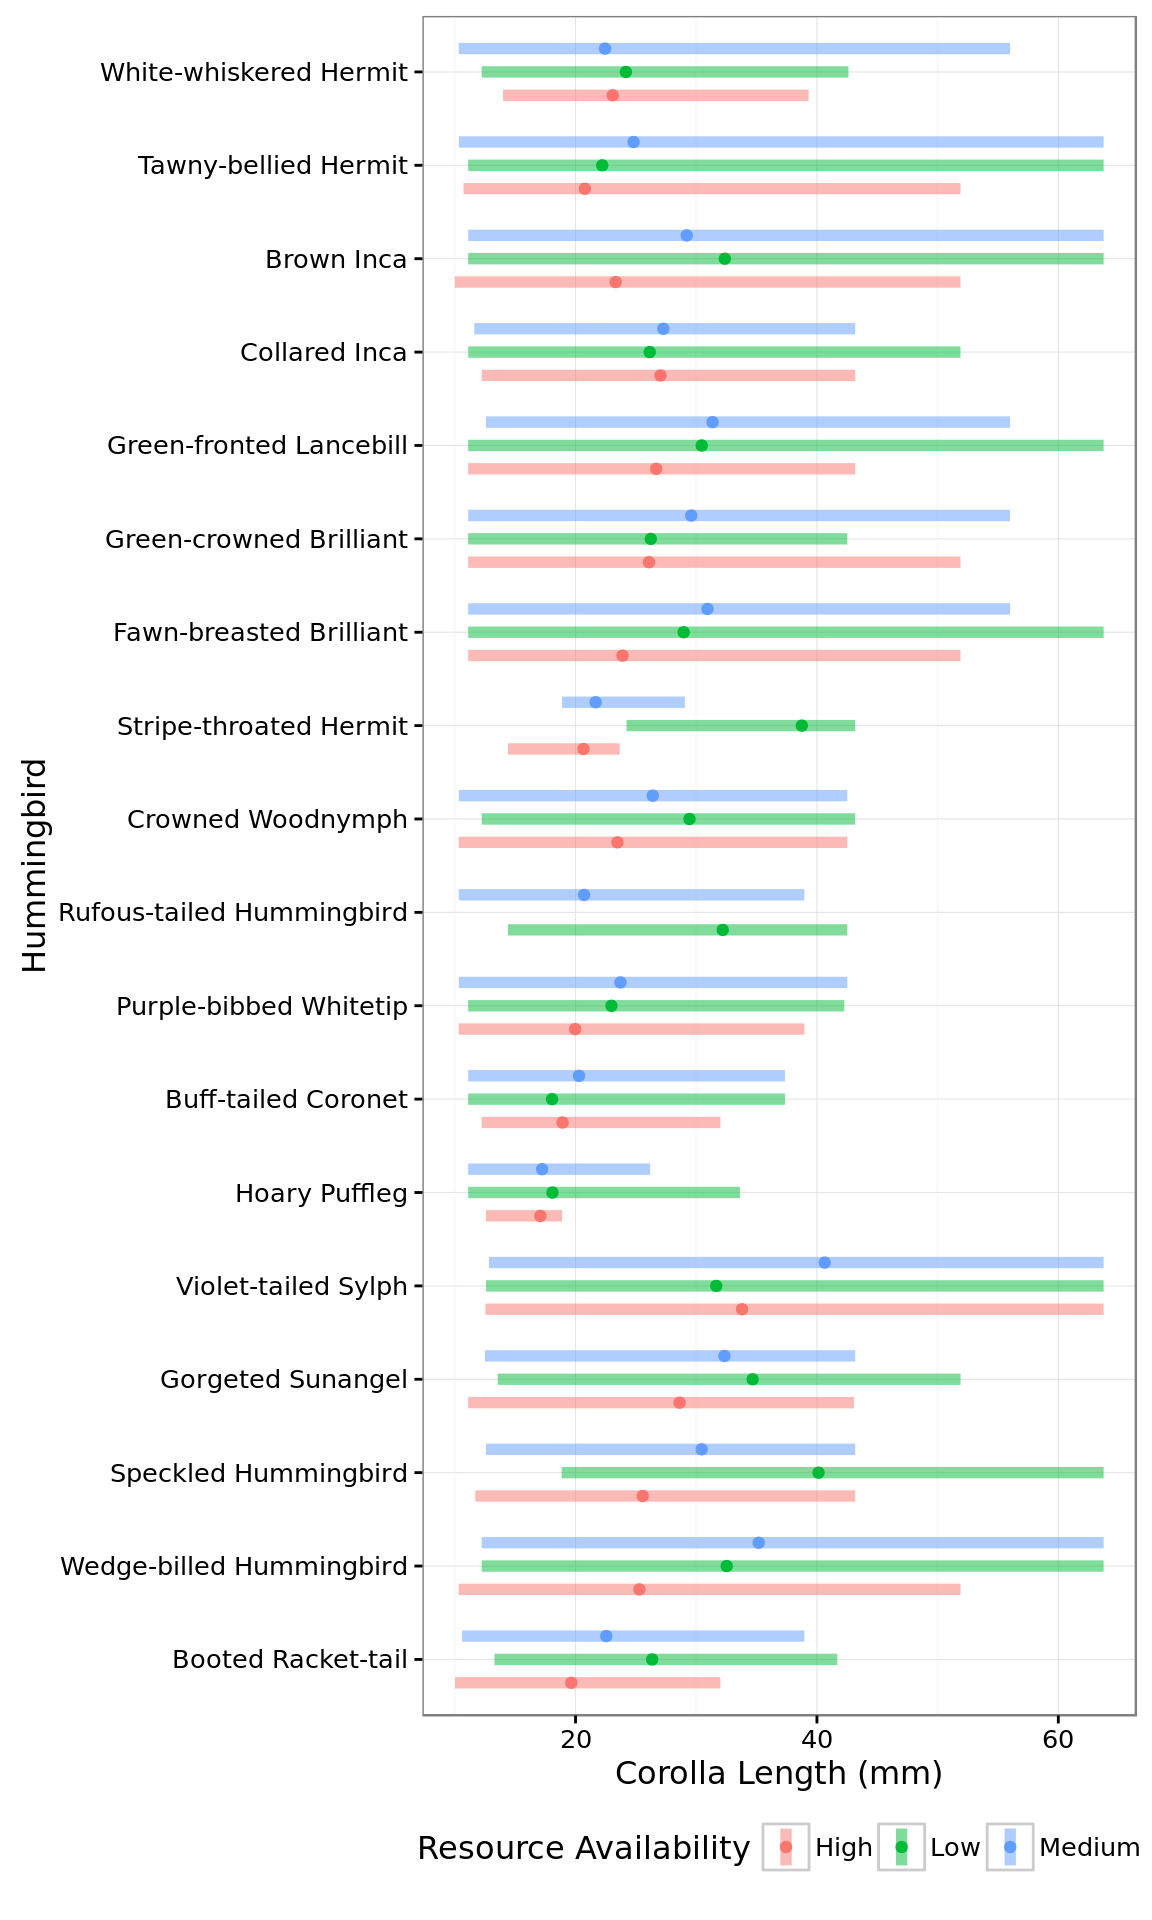 White-whiskered Hermit
Tawny-bellied Hermit
Brown Inca
Collared Inca
Green-fronted Lancebill
Green-crowned Brilliant
Fawn-breasted Brilliant
Stripe-throated Hermit
Crowned Woodnymph
Rufous-tailed Hummingbird
Purple-bibbed Whitetip
Buff-tailed Coronet
Hoary Puffleg
Violet-tailed Sylph
Gorgeted Sunangel
Speckled Hummingbird
Wedge-billed Hummingbird
Booted Racket-tail
Hummingbird
20 40 60
Corolla Length (mm)
Resource Availability High Low Medium